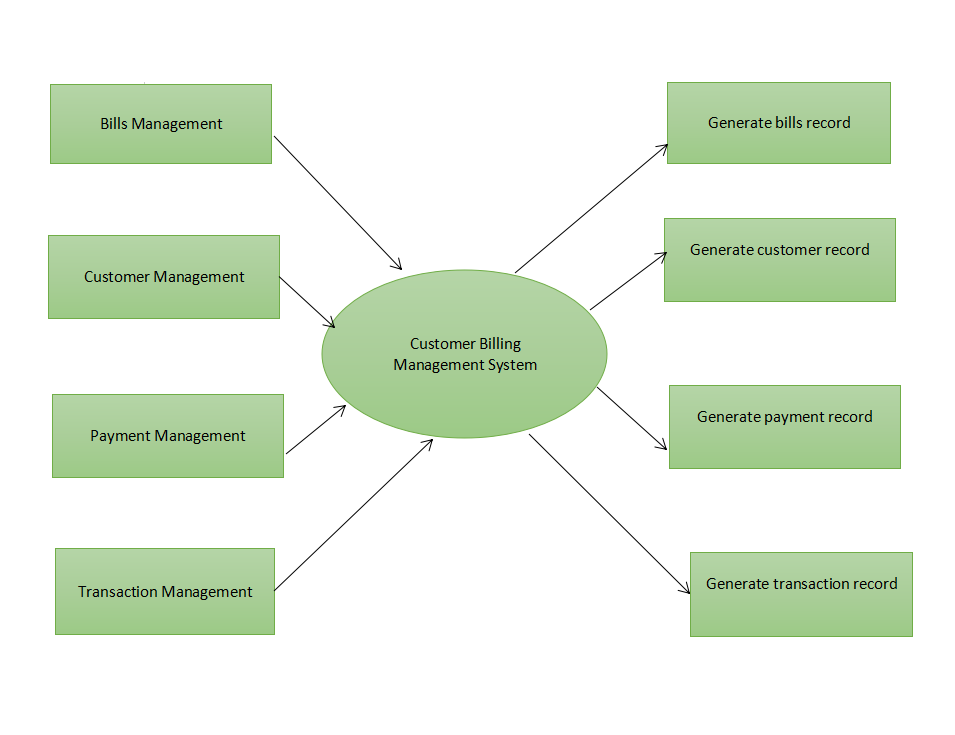 Bills Management
Generate bills record
Customer Management
Generate customer record
Customer Billing
Management System
Payment Management
Generate payment record
Transaction Management
Generate transaction record